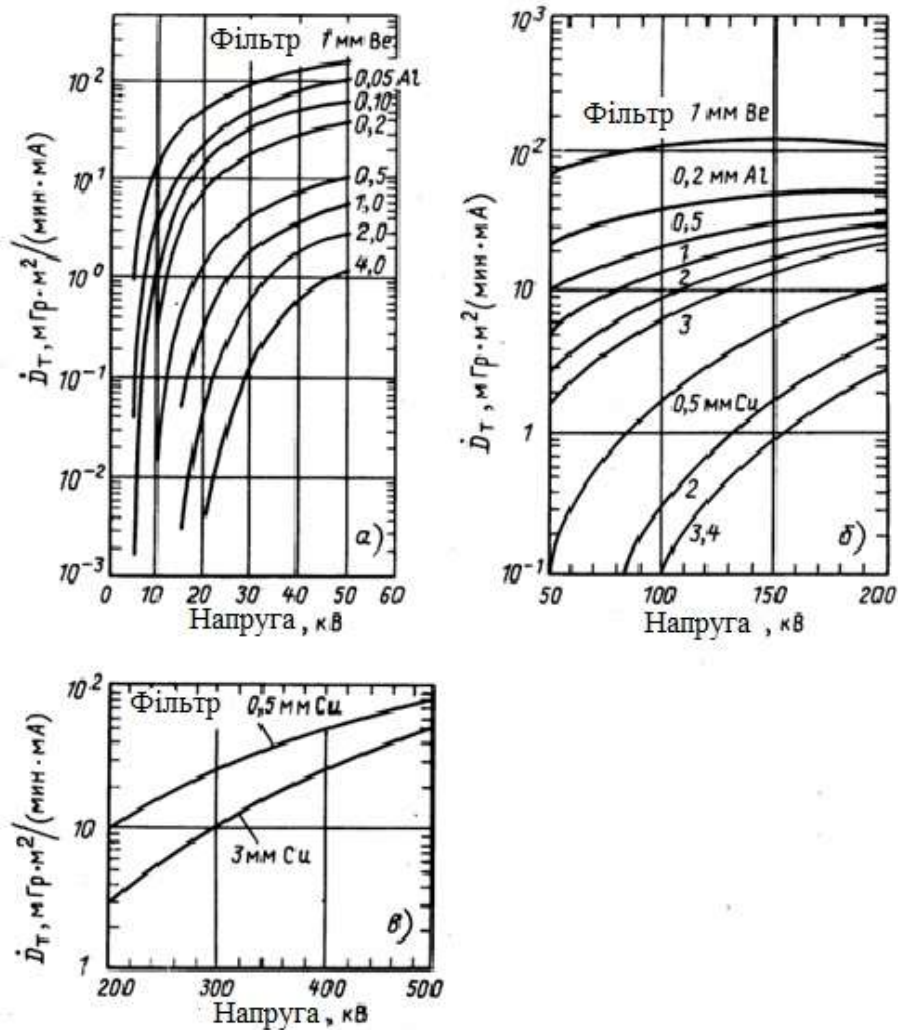 Фільтр 1 мм Be
0,05 Al
0,10
0,2
0,5
1,0
2,0
4,0
10²
10¹
10⁰
10⁻¹
10⁻²
10⁻³
Ḋт, мГр·м²/(мин·мА)
0 10 20 30 40 50 60
Напруга, кВ
а)
10³
10²
10
1
10⁻¹
Ḋт, мГр·м²(мин·мА)
Фільтр 1 мм Be
0,2 мм Al
0,5
1
2
3
0,5 мм Cu
2
3,4
б)
50 100 150 200
Напруга, кВ
10²
10
1
Ḋт, мГр·м²/(мин·мА)
Фільтр 0,5 мм Cu
3 мм Cu
в)
200 300 400 500
Напруга, кВ